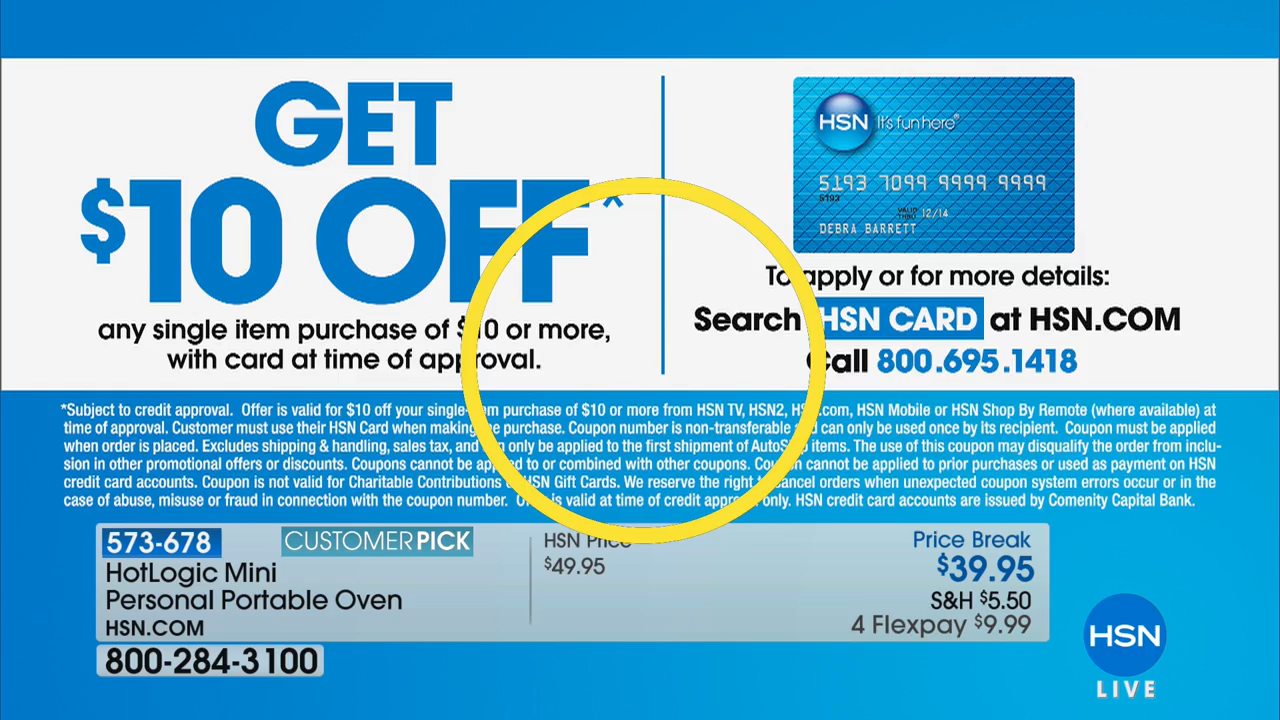 GET
$10 OFF*
any single item purchase of $10 or more,
with card at time of approval.
HSN It's fun here®
5193 7099 9999 9999
5193
VALID THRU 12/14
DEBRA BARRETT
To apply or for more details:
Search HSN CARD at HSN.COM
Call 800.695.1418
*Subject to credit approval. Offer is valid for $10 off your single-item purchase of $10 or more from HSN TV, HSN2, HSN.com, HSN Mobile or HSN Shop By Remote (where available) at
time of approval. Customer must use their HSN Card when making the purchase. Coupon number is non-transferable and can only be used once by its recipient. Coupon must be applied
when order is placed. Excludes shipping & handling, sales tax, and can only be applied to the first shipment of AutoShip items. The use of this coupon may disqualify the order from inclu-
sion in other promotional offers or discounts. Coupons cannot be applied to or combined with other coupons. Coupon cannot be applied to prior purchases or used as payment on HSN
credit card accounts. Coupon is not valid for Charitable Contributions or HSN Gift Cards. We reserve the right to cancel orders when unexpected coupon system errors occur or in the
case of abuse, misuse or fraud in connection with the coupon number. Offer is valid at time of credit approval only. HSN credit card accounts are issued by Comenity Capital Bank.
573-678 CUSTOMER PICK
HotLogic Mini
Personal Portable Oven
HSN.COM
800-284-3100
HSN Price
$49.95
Price Break
$39.95
S&H $5.50
4 Flexpay $9.99
HSN
LIVE